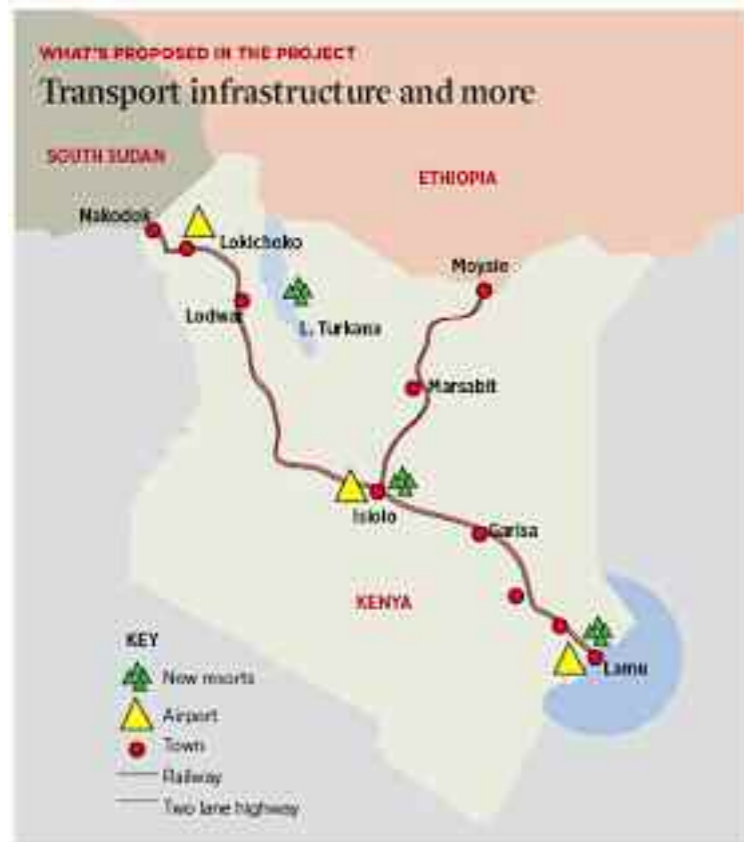 WHAT'S PROPOSED IN THE PROJECT
Transport infrastructure and more
SOUTH SUDAN
ETHIOPIA
Nakodok
Lokichoko
Moyale
Lodwar
L. Turkana
Marsabit
Isiolo
Garisa
KENYA
Lamu
KEY
New resorts
Airport
Town
Railway
Two lane highway